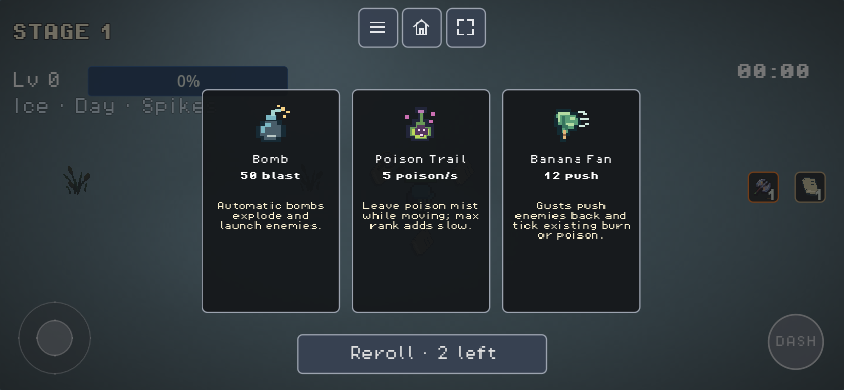 STAGE 1
Lv 0
0%
00:00
Ice · Day · Spike
Bomb
50 blast
Automatic bombs
explode and
launch enemies.
Poison Trail
5 poison/s
Leave poison mist
while moving; max
rank adds slow.
Banana Fan
12 push
Gusts push
enemies back and
tick existing burn
or poison.
1
1
Reroll · 2 left
DASH